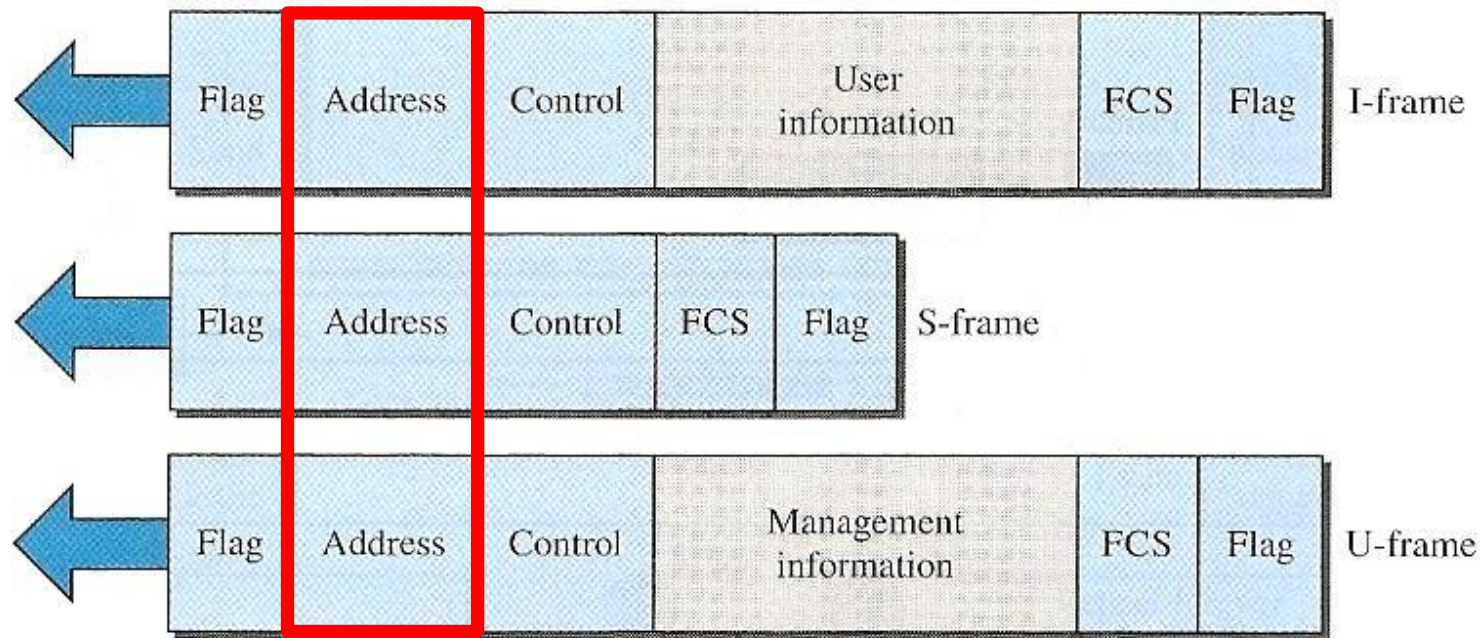 Flag Address Control User information FCS Flag I-frame
Flag Address Control FCS Flag S-frame
Flag Address Control Management information FCS Flag U-frame